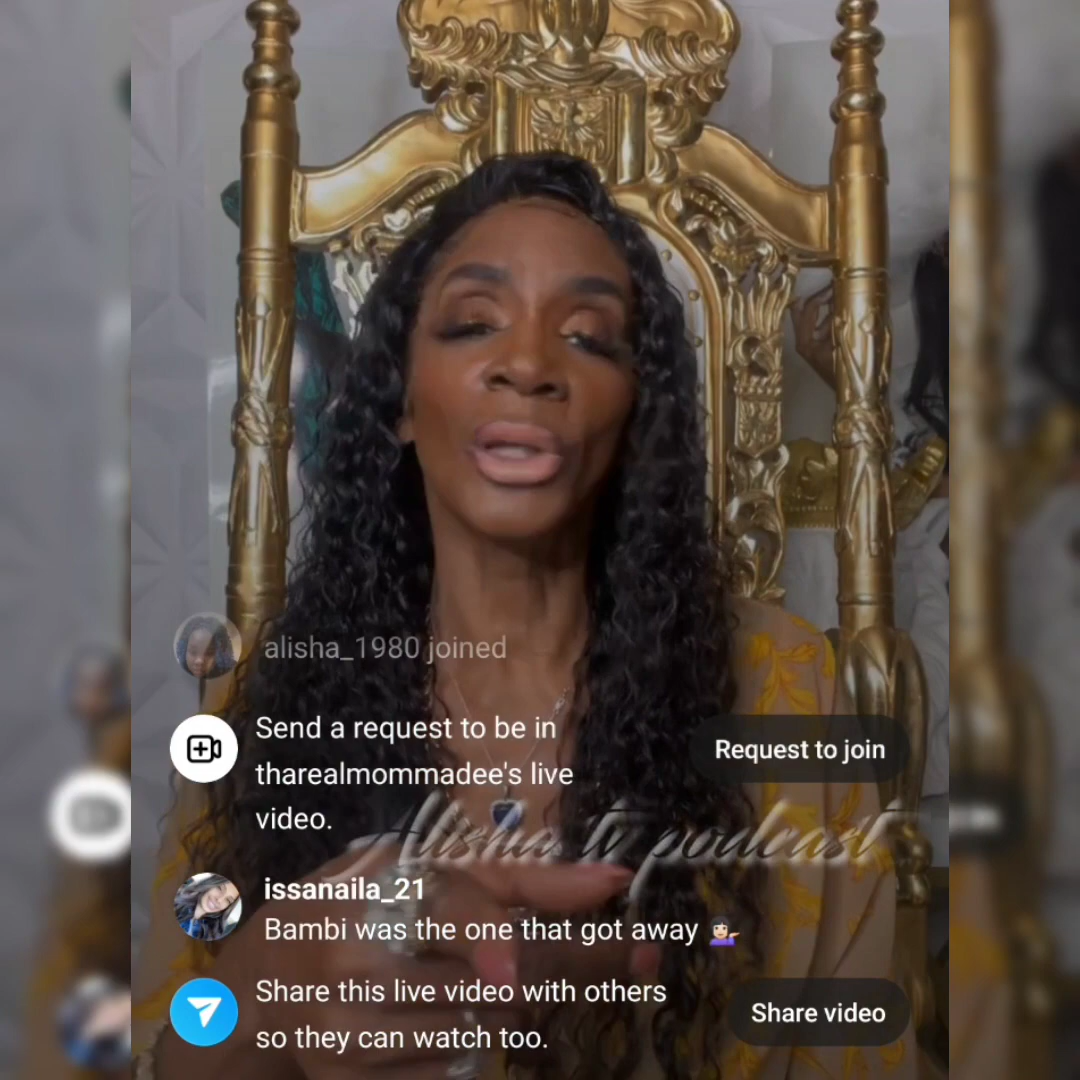 alisha_1980 joined
Send a request to be in
tharealmommadee's live
video.
Request to join
Alisha tv podcast
issanaila_21
Bambi was the one that got away 💁🏻‍♀️
Share this live video with others
so they can watch too.
Share video